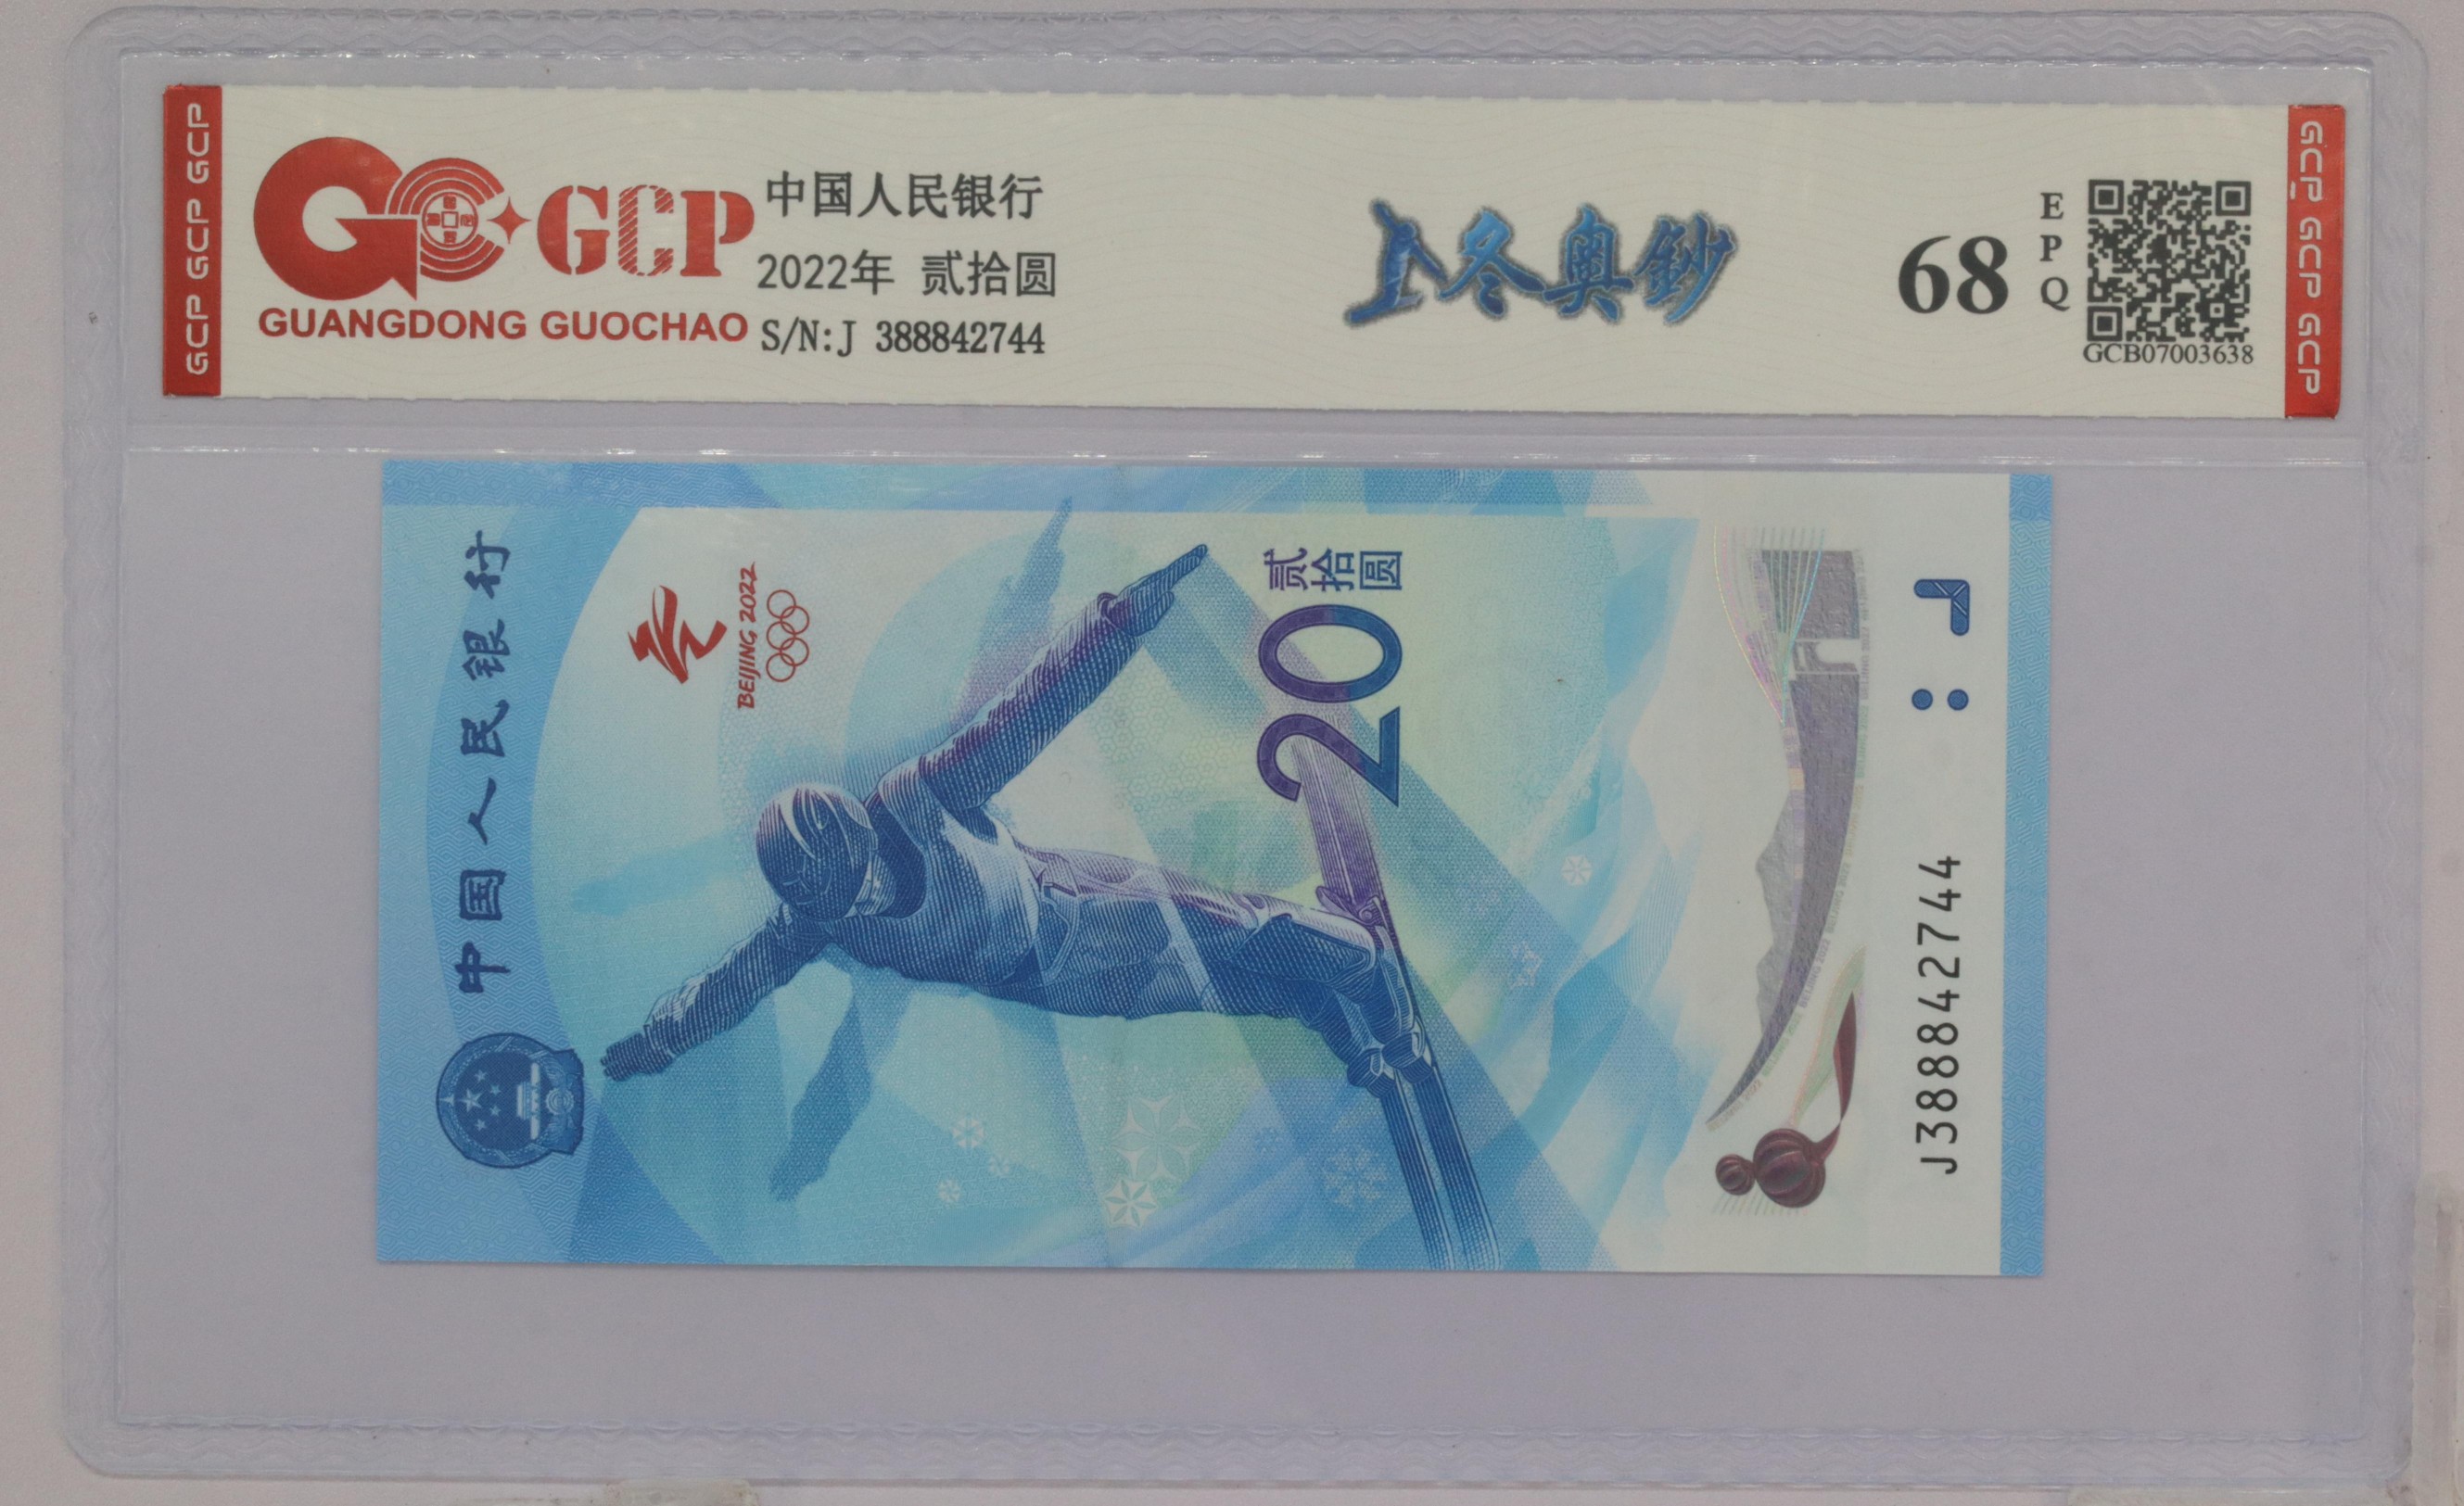 GCP GCP GCP
GCP
GUANGDONG GUOCHAO
中国人民银行
2022年 贰拾圆
S/N:J 388842744
冬奥鈔
68
EPQ
GCB07003638
GCP GCP GCP
中国人民银行
BEIJING 2022
贰拾圆
20
J388842744